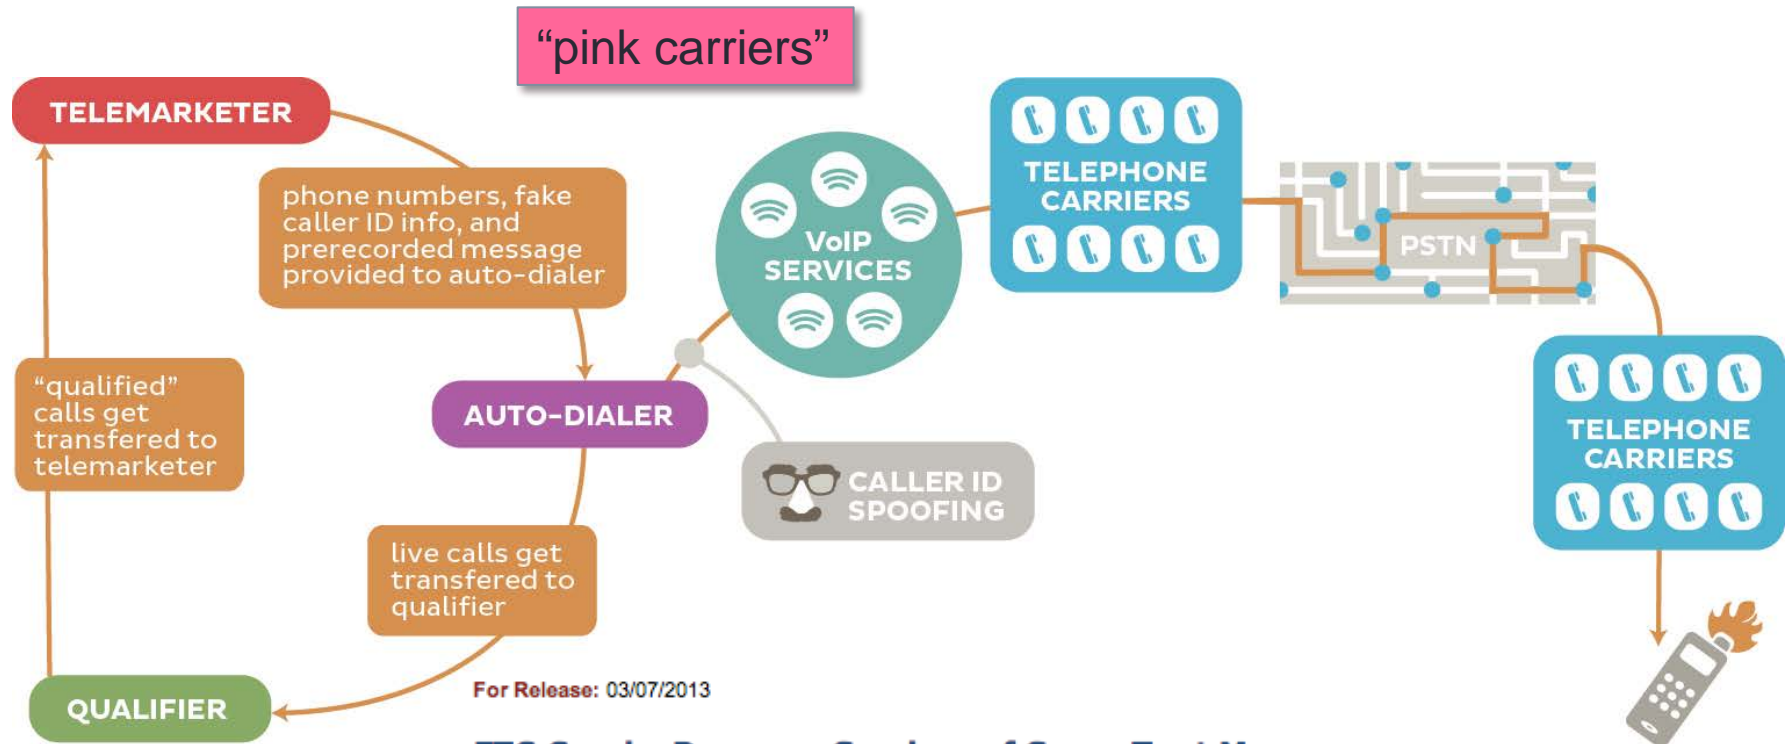 “pink carriers”
TELEMARKETER
phone numbers, fake
caller ID info, and
prerecorded message
provided to auto-dialer
“qualified”
calls get
transfered to
telemarketer
AUTO-DIALER
live calls get
transfered to
qualifier
QUALIFIER
VoIP
SERVICES
CALLER ID
SPOOFING
TELEPHONE
CARRIERS
PSTN
TELEPHONE
CARRIERS
For Release: 03/07/2013